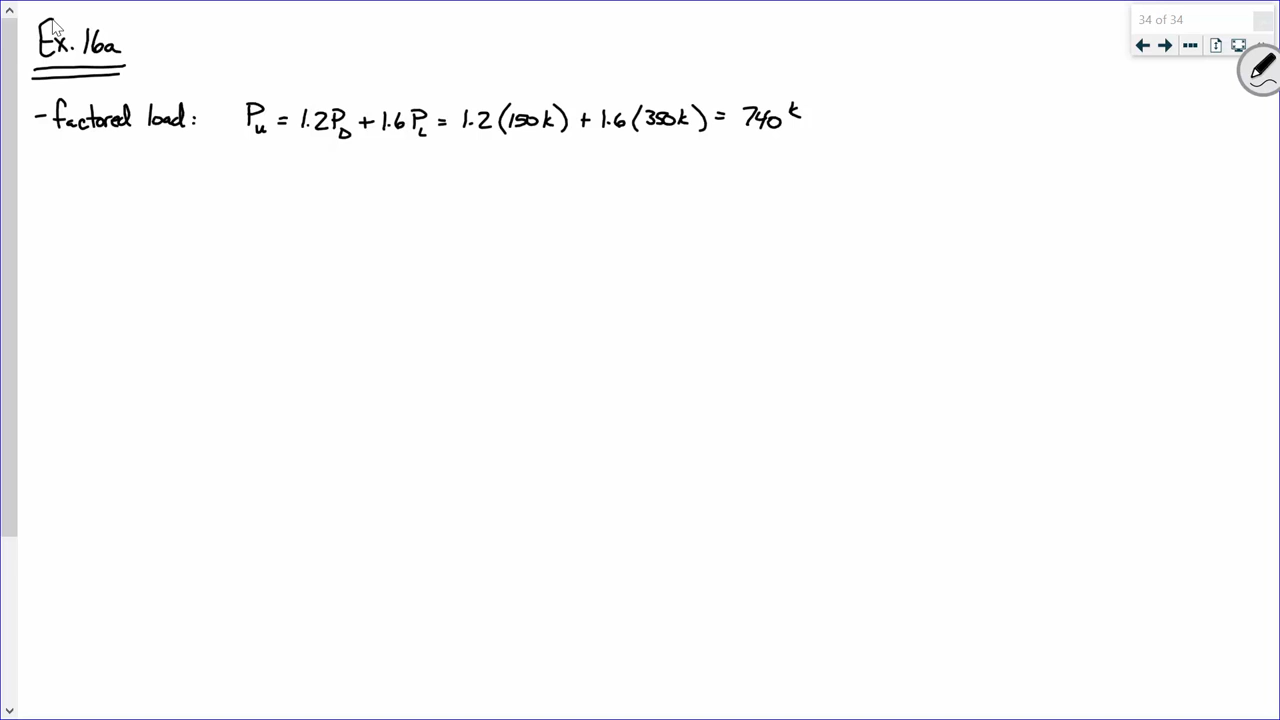 34 of 34
Ex. 16a
- factored load: Pu = 1.2PD + 1.6PL = 1.2(150k) + 1.6(350k) = 740k